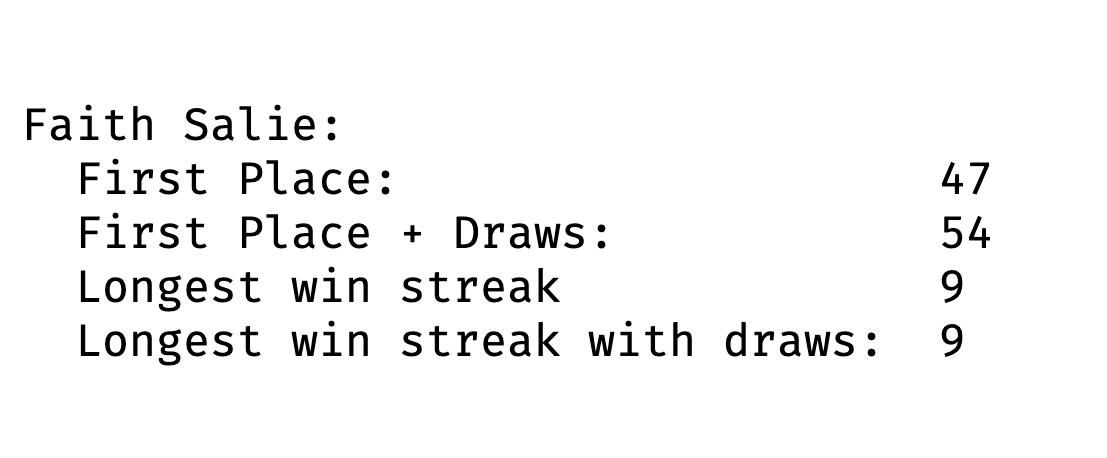 Faith Salie:
First Place: 47
First Place + Draws: 54
Longest win streak 9
Longest win streak with draws: 9